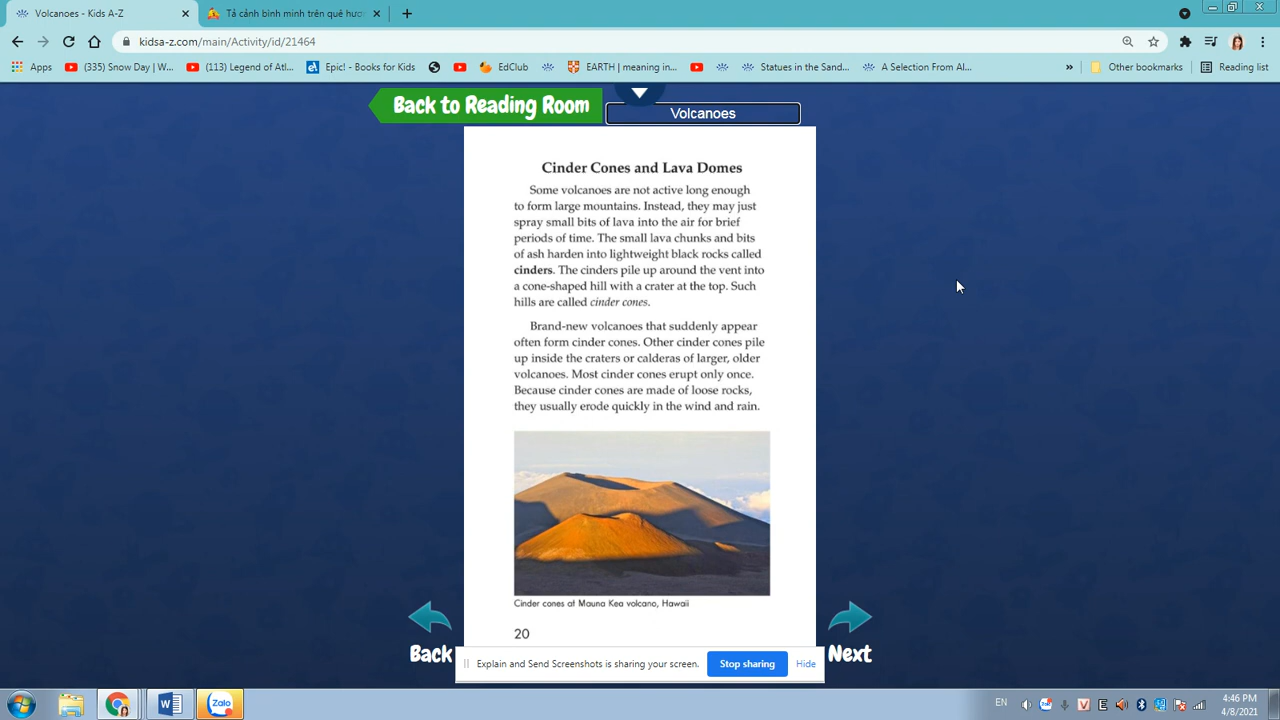 Volcanoes - Kids A-Z
Tả cảnh bình minh trên quê hươ
kidsa-z.com/main/Activity/id/21464
Apps
(335) Snow Day | W...
(113) Legend of Atl...
Epic! - Books for Kids
EdClub
EARTH | meaning in...
Statues in the Sand...
A Selection From Al...
»
Other bookmarks
Reading list
Back to Reading Room
Volcanoes
Cinder Cones and Lava Domes
Some volcanoes are not active long enough
to form large mountains. Instead, they may just
spray small bits of lava into the air for brief
periods of time. The small lava chunks and bits
of ash harden into lightweight black rocks called
cinders. The cinders pile up around the vent into
a cone-shaped hill with a crater at the top. Such
hills are called cinder cones.
Brand-new volcanoes that suddenly appear
often form cinder cones. Other cinder cones pile
up inside the craters or calderas of larger, older
volcanoes. Most cinder cones erupt only once.
Because cinder cones are made of loose rocks,
they usually erode quickly in the wind and rain.
Cinder cones at Mauna Kea volcano, Hawaii
20
Back
Next
Explain and Send Screenshots is sharing your screen.
Stop sharing
Hide
Zalo
EN
4:46 PM
4/8/2021